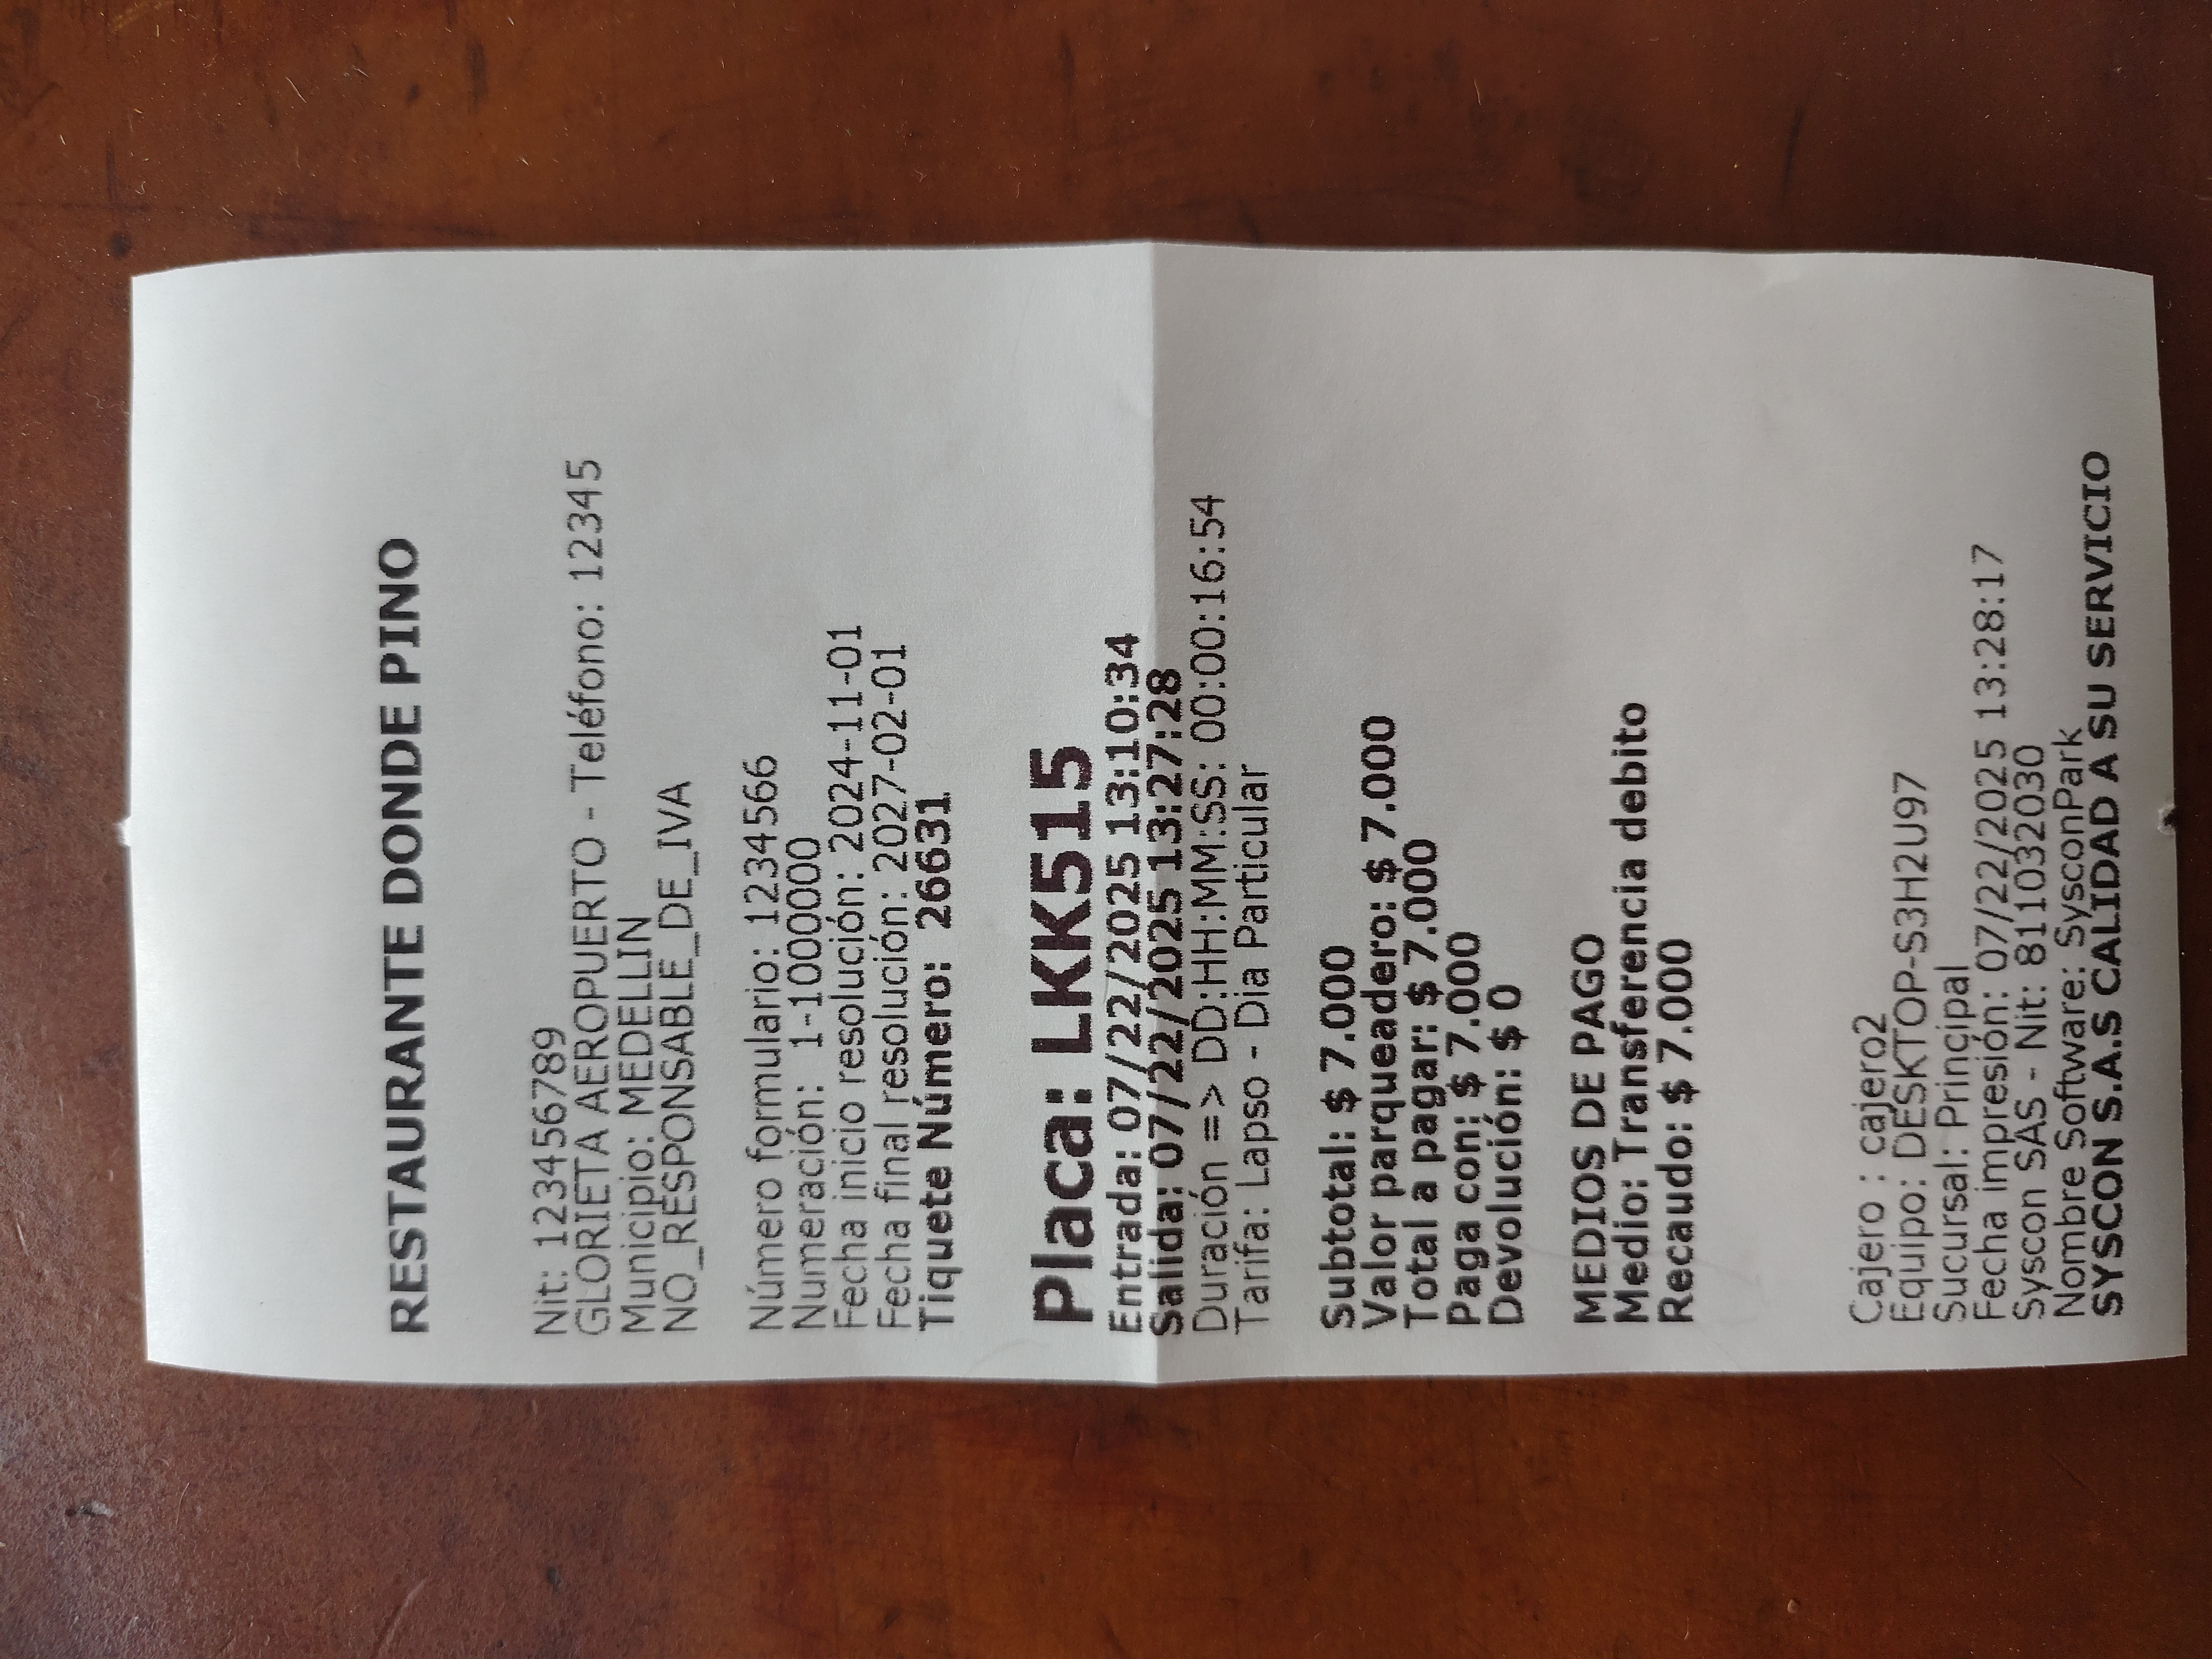 RESTAURANTE DONDE PINO
Nit: 123456789
GLORIETA AEROPUERTO - Teléfono: 12345
Municipio: MEDELLIN
NO_RESPONSABLE_DE_IVA
Número formulario: 1234566
Numeración: 1-1000000
Fecha inicio resolución: 2024-11-01
Fecha final resolución: 2027-02-01
Tiquete Número: 26631
Placa: LKK515
Entrada: 07/22/2025 13:10:34
Salida: 07/22/2025 13:27:28
Duración => DD:HH:MM:SS: 00:00:16:54
Tarifa: Lapso - Dia Particular
Subtotal: $ 7.000
Valor parqueadero: $ 7.000
Total a pagar: $ 7.000
Paga con: $ 7.000
Devolución: $ 0
MEDIOS DE PAGO
Medio: Transferencia debito
Recaudo: $ 7.000
Cajero : cajero2
Equipo: DESKTOP-S3H2U97
Sucursal: Principal
Fecha impresión: 07/22/2025 13:28:17
Syscon SAS - Nit: 811032030
Nombre Software: SysconPark
SYSCON S.A.S CALIDAD A SU SERVICIO